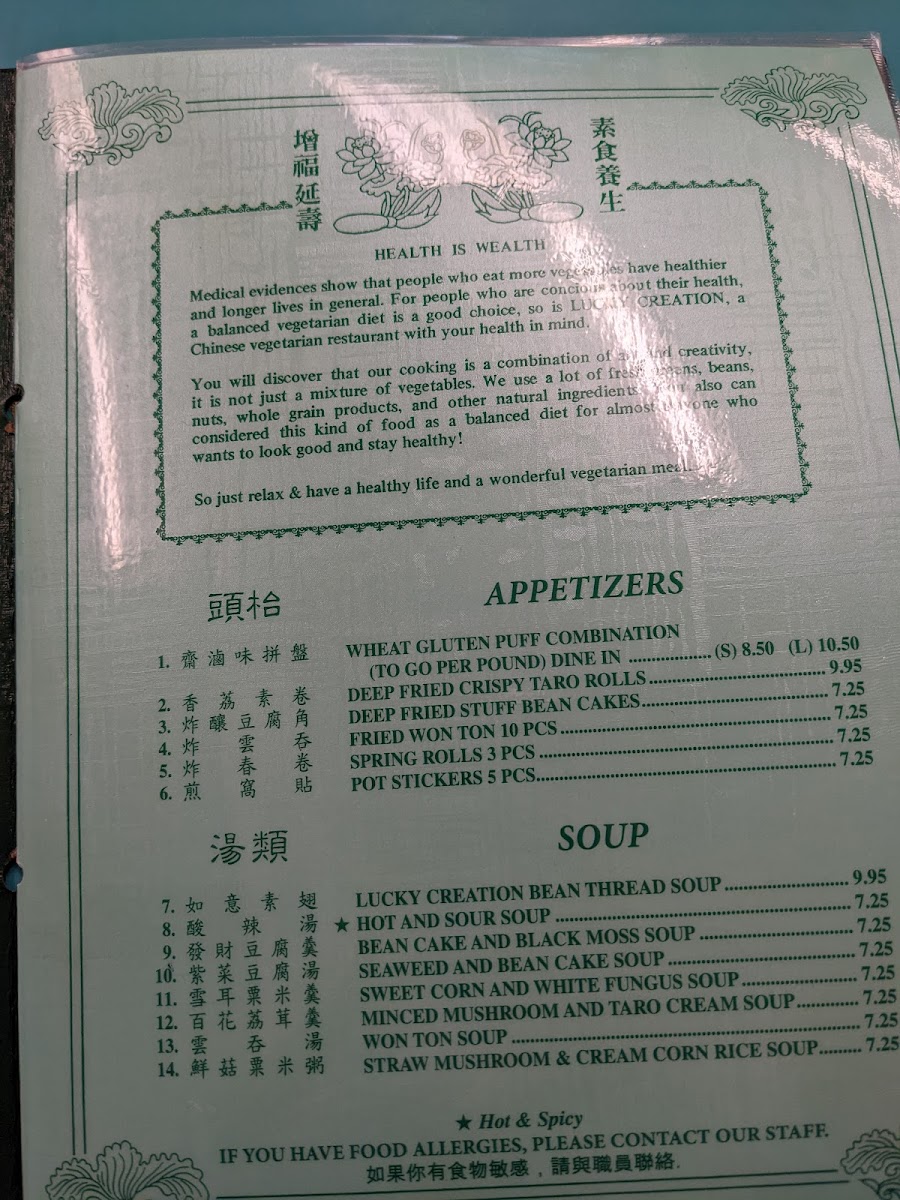 增福延壽
素食養生
HEALTH IS WEALTH
Medical evidences show that people who eat more have healthier
and longer lives in general. For people who are concious about their health,
a balanced vegetarian diet is a good choice, so is LUCKY CREATION, a
Chinese vegetarian restaurant with your health in mind.
You will discover that our cooking is a combination of creativity,
it is not just a mixture of vegetables. We use a lot of beans,
nuts, whole grain products, and other natural ingredients also can
considered this kind of food as a balanced diet for almost who
wants to look good and stay healthy!
So just relax & have a healthy life and a wonderful vegetarian
頭枱 APPETIZERS
1. 齋滷味拼盤 WHEAT GLUTEN PUFF COMBINATION
(TO GO PER POUND) DINE IN (S) 8.50 (L) 10.50
2. 香荔素卷 DEEP FRIED CRISPY TARO ROLLS 9.95
3. 炸釀豆腐角 DEEP FRIED STUFF BEAN CAKES 7.25
4. 炸雲吞 FRIED WON TON 10 PCS 7.25
5. 炸春卷 SPRING ROLLS 3 PCS 7.25
6. 煎窩貼 POT STICKERS 5 PCS 7.25
湯類 SOUP
7. 如意素翅 LUCKY CREATION BEAN THREAD SOUP 9.95
8. 酸辣湯 ★ HOT AND SOUR SOUP 7.25
9. 發財豆腐羹 BEAN CAKE AND BLACK MOSS SOUP 7.25
10. 紫菜豆腐湯 SEAWEED AND BEAN CAKE SOUP 7.25
11. 雪耳粟米羹 SWEET CORN AND WHITE FUNGUS SOUP 7.25
12. 百花荔茸羹 MINCED MUSHROOM AND TARO CREAM SOUP 7.25
13. 雲吞湯 WON TON SOUP 7.25
14. 鮮菇粟米粥 STRAW MUSHROOM & CREAM CORN RICE SOUP 7.25
★ Hot & Spicy
IF YOU HAVE FOOD ALLERGIES, PLEASE CONTACT OUR STAFF.
如果你有食物敏感，請與職員聯絡.